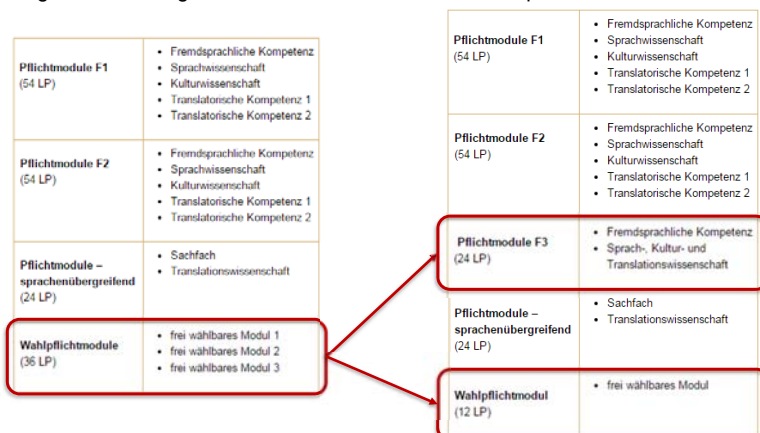 Pflichtmodule F1
(54 LP)
• Fremdsprachliche Kompetenz
• Sprachwissenschaft
• Kulturwissenschaft
• Translatorische Kompetenz 1
• Translatorische Kompetenz 2
Pflichtmodule F2
(54 LP)
• Fremdsprachliche Kompetenz
• Sprachwissenschaft
• Kulturwissenschaft
• Translatorische Kompetenz 1
• Translatorische Kompetenz 2
Pflichtmodule –
sprachenübergreifend
(24 LP)
• Sachfach
• Translationswissenschaft
Wahlpflichtmodule
(36 LP)
• frei wählbares Modul 1
• frei wählbares Modul 2
• frei wählbares Modul 3
Pflichtmodule F1
(54 LP)
• Fremdsprachliche Kompetenz
• Sprachwissenschaft
• Kulturwissenschaft
• Translatorische Kompetenz 1
• Translatorische Kompetenz 2
Pflichtmodule F2
(54 LP)
• Fremdsprachliche Kompetenz
• Sprachwissenschaft
• Kulturwissenschaft
• Translatorische Kompetenz 1
• Translatorische Kompetenz 2
Pflichtmodule F3
(24 LP)
• Fremdsprachliche Kompetenz
• Sprach-, Kultur- und
Translationswissenschaft
Pflichtmodule –
sprachenübergreifend
(24 LP)
• Sachfach
• Translationswissenschaft
Wahlpflichtmodul
(12 LP)
• frei wählbares Modul